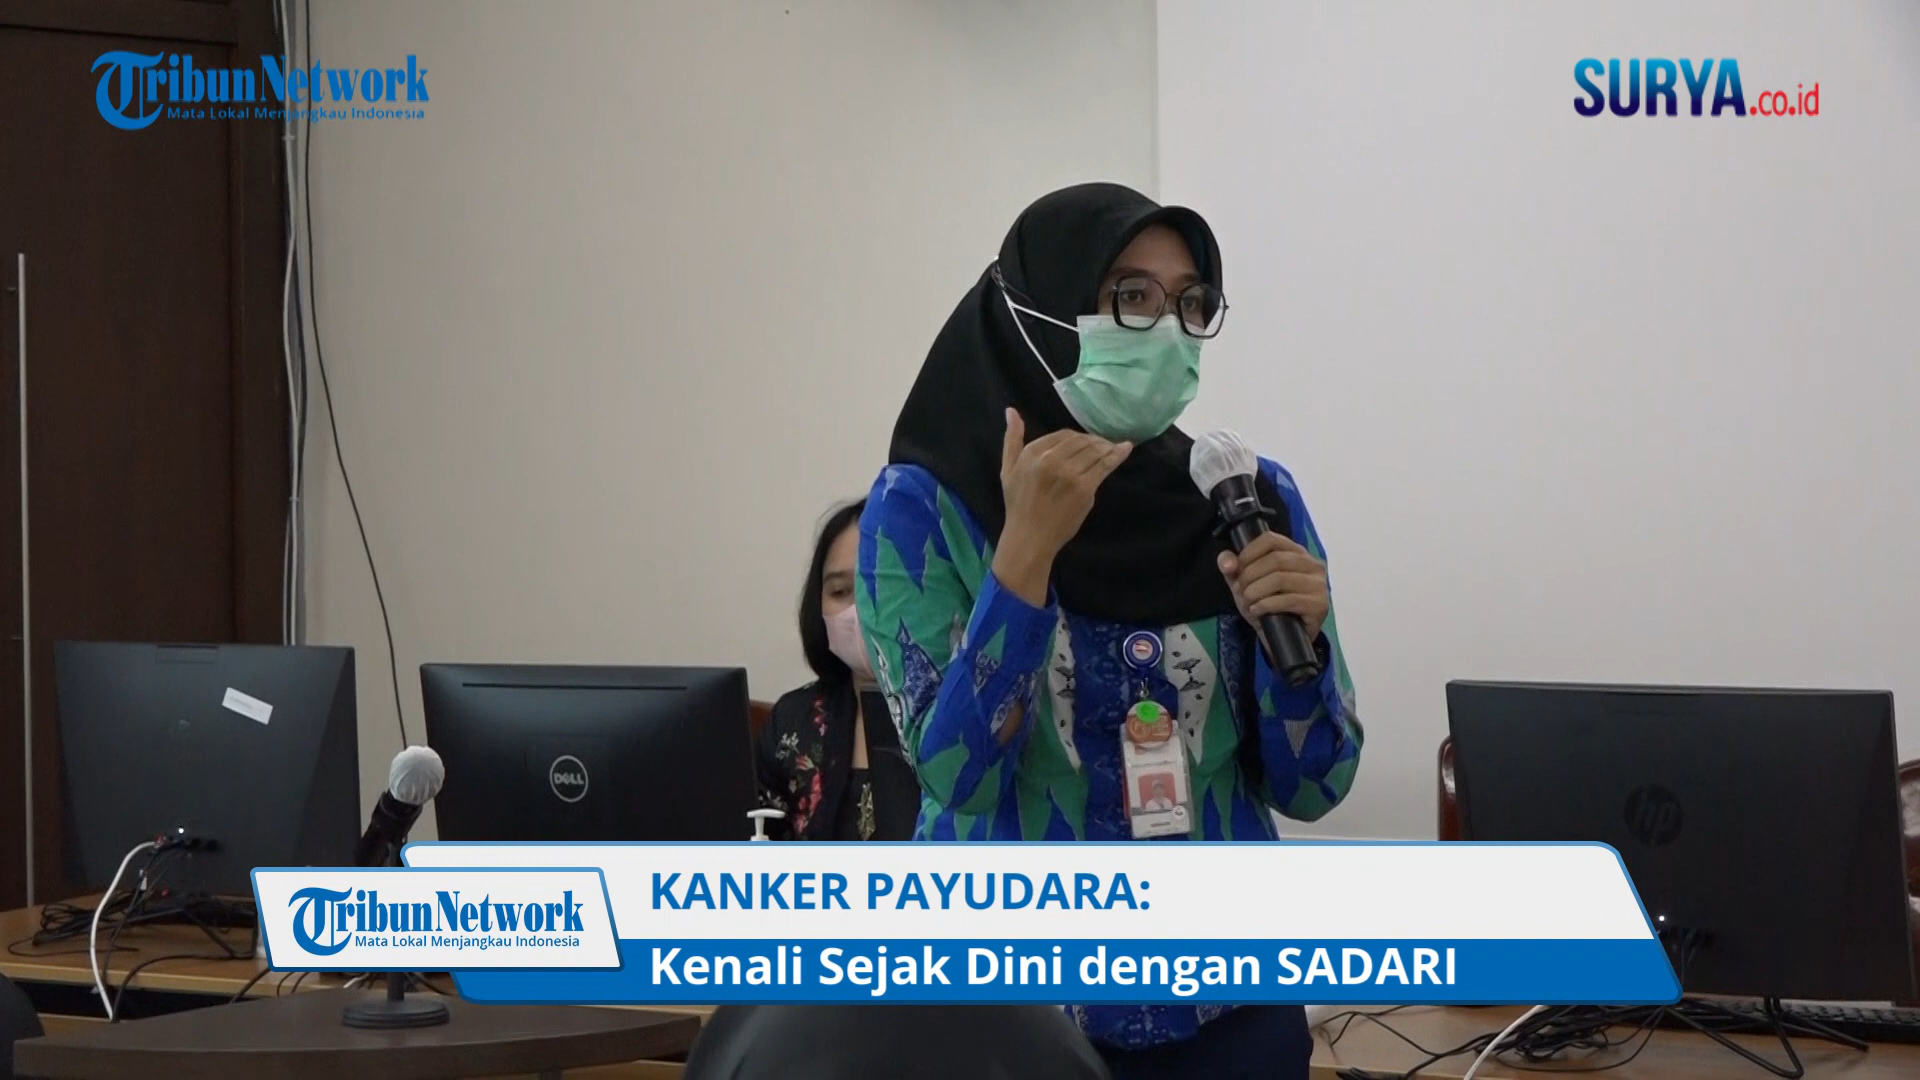 TribunNetwork
Mata Lokal Menjangkau Indonesia
SURYA.co.id
DELL
hp
KANKER PAYUDARA:
TribunNetwork
Mata Lokal Menjangkau Indonesia
Kenali Sejak Dini dengan SADARI